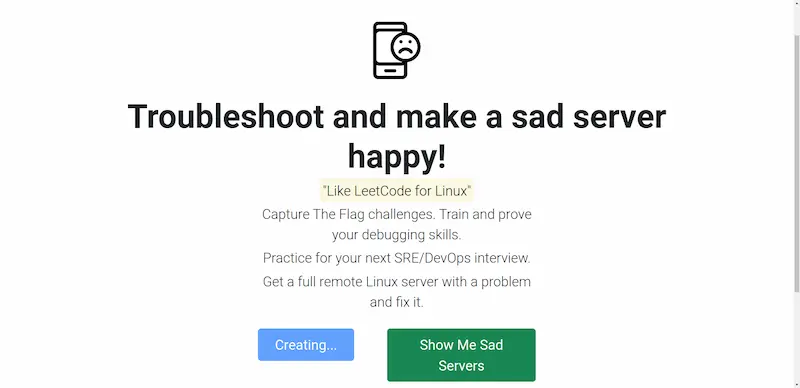 Troubleshoot and make a sad server
happy!
"Like LeetCode for Linux"
Capture The Flag challenges. Train and prove
your debugging skills.
Practice for your next SRE/DevOps interview.
Get a full remote Linux server with a problem
and fix it.
Creating...
Show Me Sad
Servers